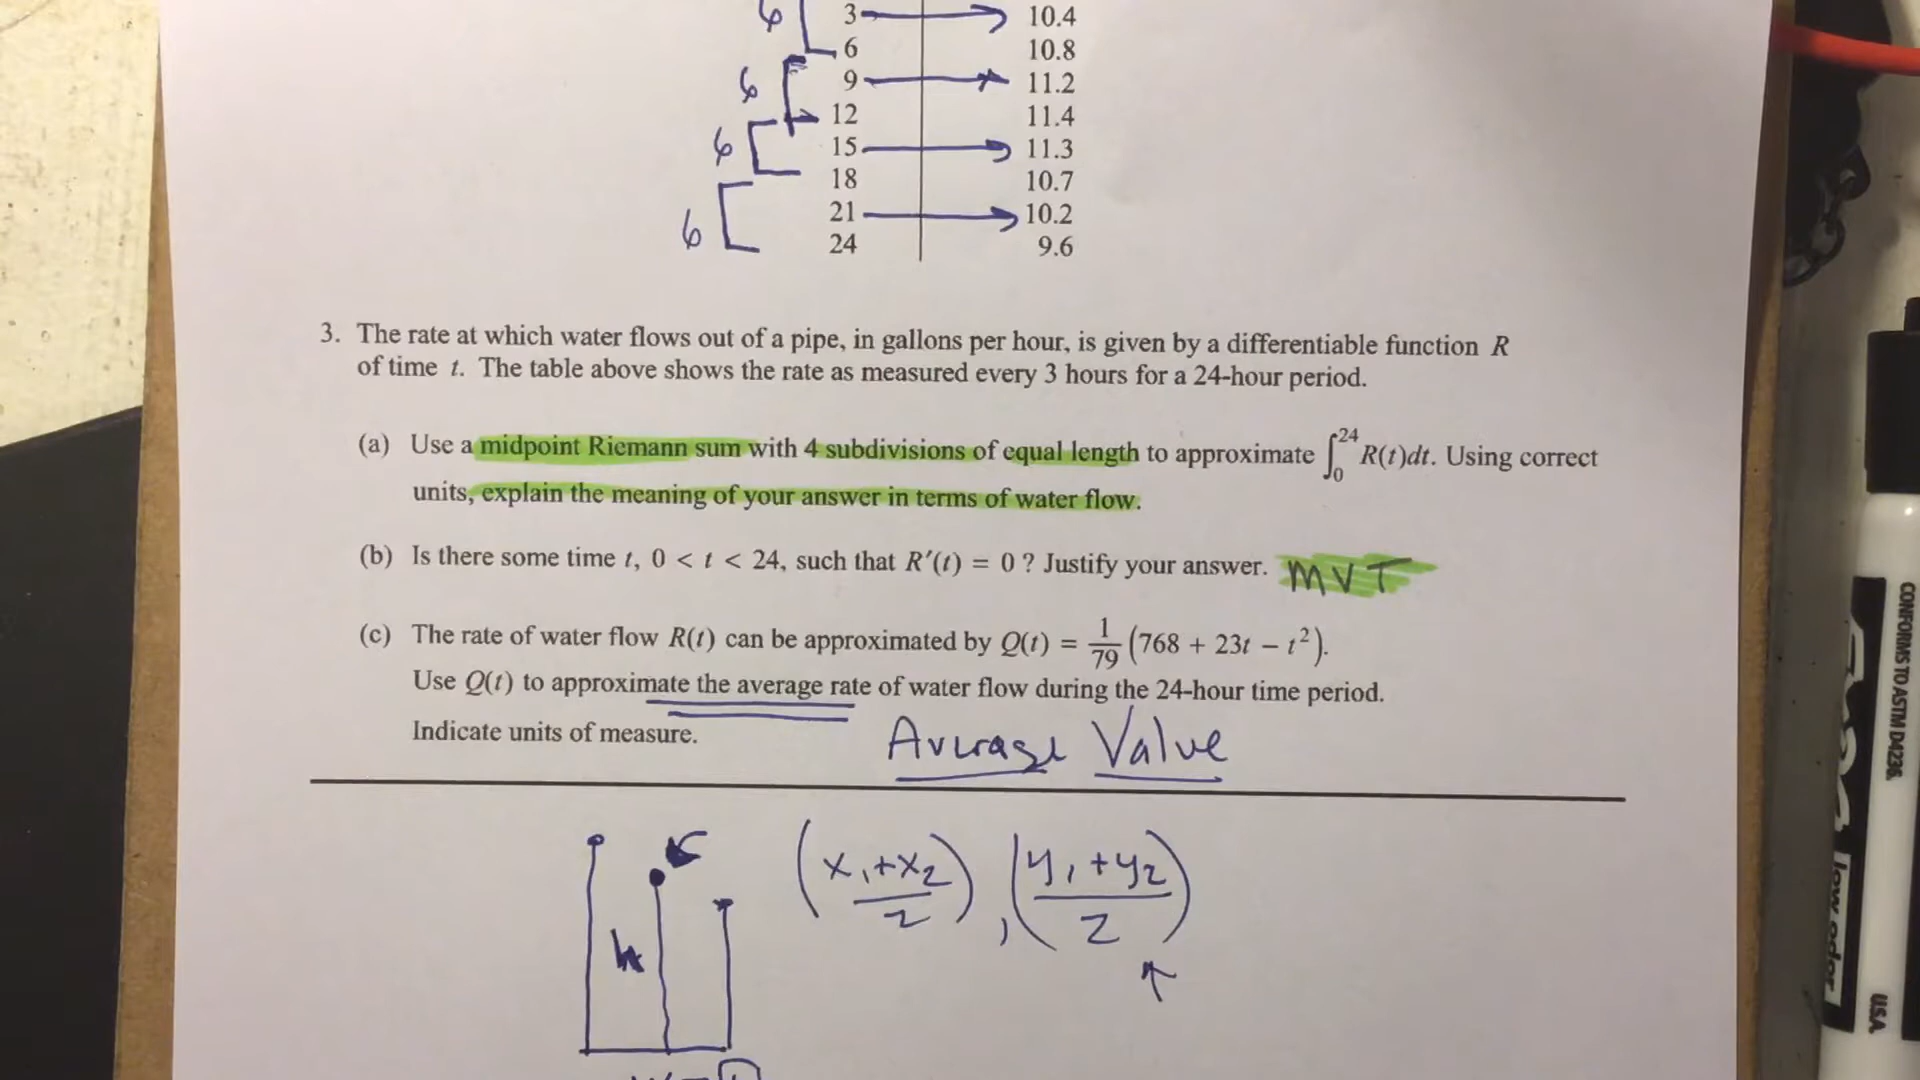 6 3 10.4
6 10.8
6 9 11.2
12 11.4
6 15 11.3
18 10.7
6 21 10.2
24 9.6
3. The rate at which water flows out of a pipe, in gallons per hour, is given by a differentiable function R
of time t. The table above shows the rate as measured every 3 hours for a 24-hour period.
(a) Use a midpoint Riemann sum with 4 subdivisions of equal length to approximate ∫₀²⁴ R(t)dt. Using correct
units, explain the meaning of your answer in terms of water flow.
(b) Is there some time t, 0 < t < 24, such that R′(t) = 0 ? Justify your answer. MVT
(c) The rate of water flow R(t) can be approximated by Q(t) = 1/79 (768 + 23t − t²).
Use Q(t) to approximate the average rate of water flow during the 24-hour time period.
Indicate units of measure.
Average Value
(x₁+x₂/2), (y₁+y₂/2)
h
CONFORMS TO ASTM D4236
low odor
USA